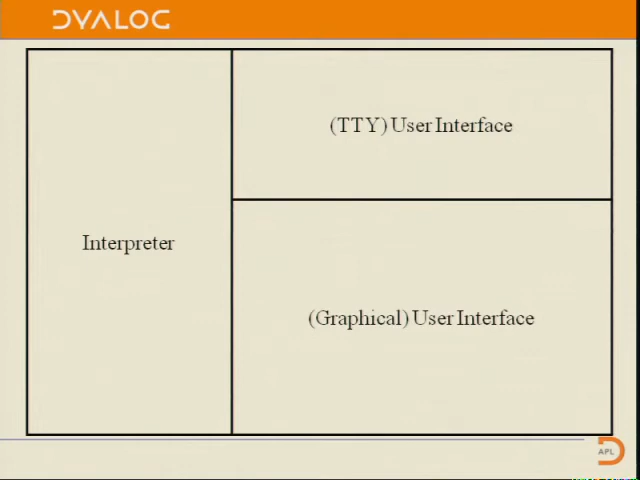 DYALOG
(TTY) User Interface
Interpreter
(Graphical) User Interface
APL